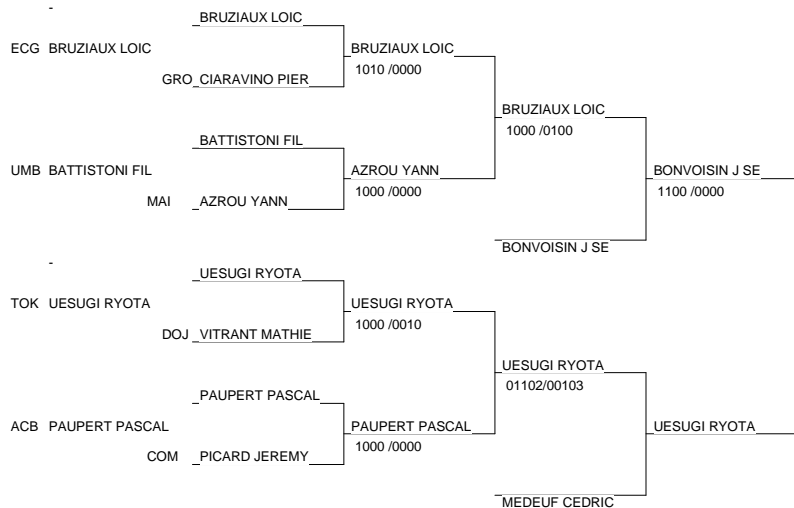 -
BRUZIAUX LOIC
ECG BRUZIAUX LOIC
BRUZIAUX LOIC
1010 /0000
GRO CIARAVINO PIER
BRUZIAUX LOIC
1000 /0100
BATTISTONI FIL
UMB BATTISTONI FIL
AZROU YANN
1000 /0000
BONVOISIN J SE
1100 /0000
MAI AZROU YANN
BONVOISIN J SE
-
UESUGI RYOTA
TOK UESUGI RYOTA
UESUGI RYOTA
1000 /0010
DOJ VITRANT MATHIE
UESUGI RYOTA
01102/00103
PAUPERT PASCAL
ACB PAUPERT PASCAL
PAUPERT PASCAL
1000 /0000
UESUGI RYOTA
COM PICARD JEREMY
MEDEUF CEDRIC